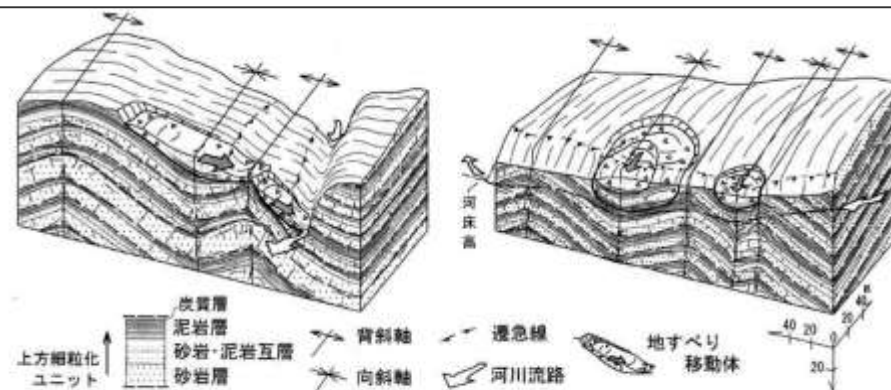 河床高
炭質層
泥岩層
砂岩・泥岩互層
砂岩層
上方細粒化
ユニット
背斜軸
向斜軸
遷急線
河川流路
地すべり
移動体
40 20 0
20
20
40
m